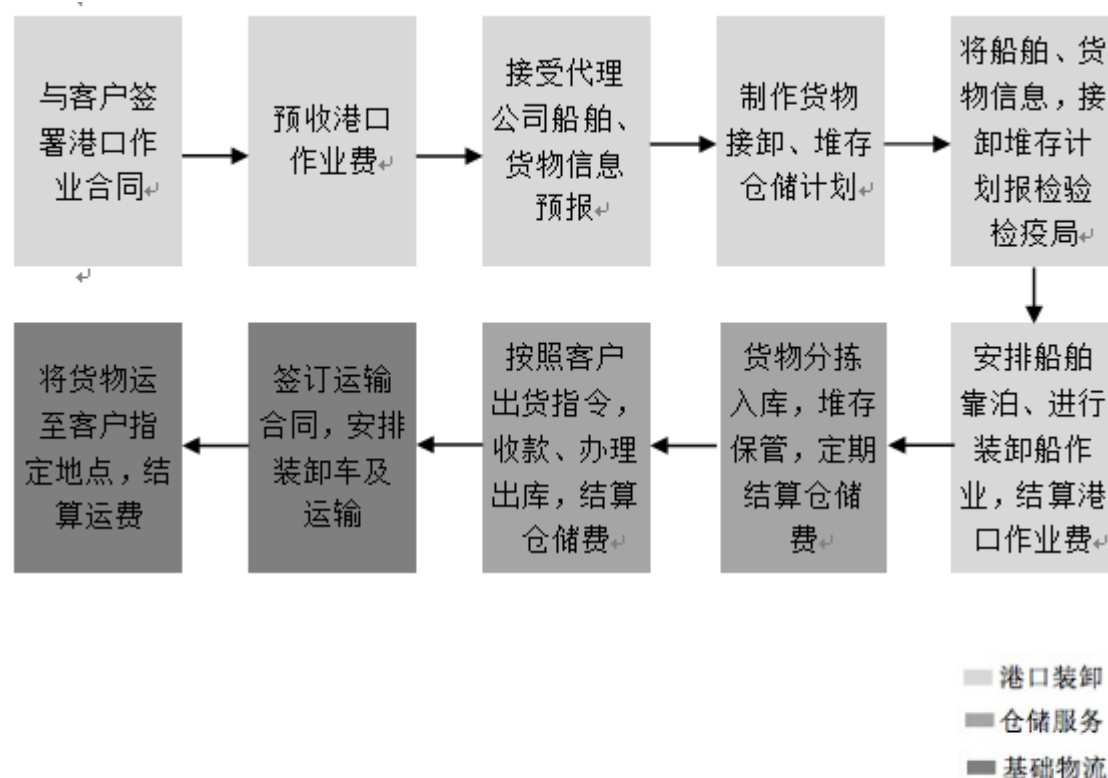 与客户签
署港口作
业合同
预收港口
作业费
接受代理
公司船舶、
货物信息
预报
制作货物
接卸、堆存
仓储计划
将船舶、货
物信息，接
卸堆存计
划报检验
检疫局
安排船舶
靠泊、进行
装卸船作
业，结算港
口作业费
货物分拣
入库，堆存
保管，定期
结算仓储
费
按照客户
出货指令，
收款、办理
出库，结算
仓储费
签订运输
合同，安排
装卸车及
运输
将货物运
至客户指
定地点，结
算运费
港口装卸
仓储服务
基础物流